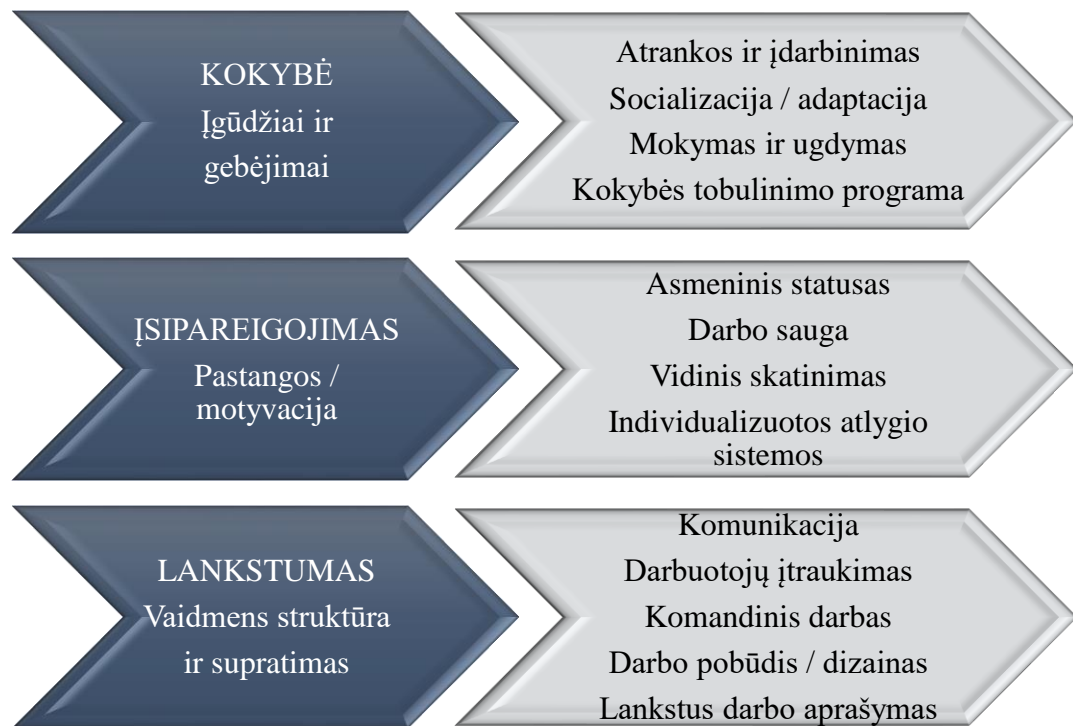 KOKYBĖ
Įgūdžiai ir
gebėjimai
Atrankos ir įdarbinimas
Socializacija / adaptacija
Mokymas ir ugdymas
Kokybės tobulinimo programa
ĮSIPAREIGOJIMAS
Pastangos /
motyvacija
Asmeninis statusas
Darbo sauga
Vidinis skatinimas
Individualizuotos atlygio
sistemos
LANKSTUMAS
Vaidmens struktūra
ir supratimas
Komunikacija
Darbuotojų įtraukimas
Komandinis darbas
Darbo pobūdis / dizainas
Lankstus darbo aprašymas